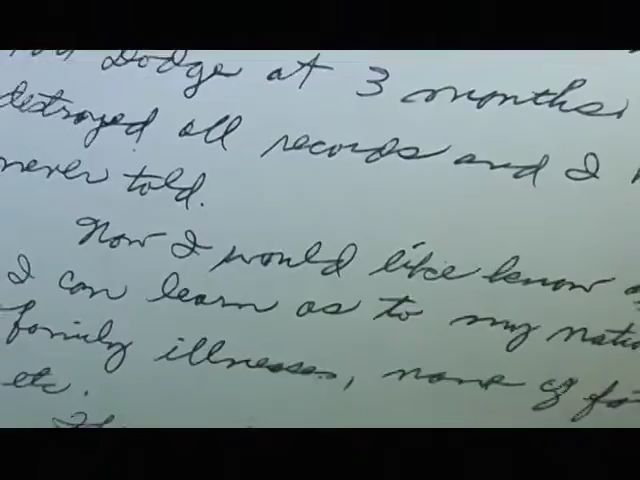 Dodge at 3 months
destroyed all records and I
never told.
Now I would like know
I can learn as to my
family illnesses, name of
etc.